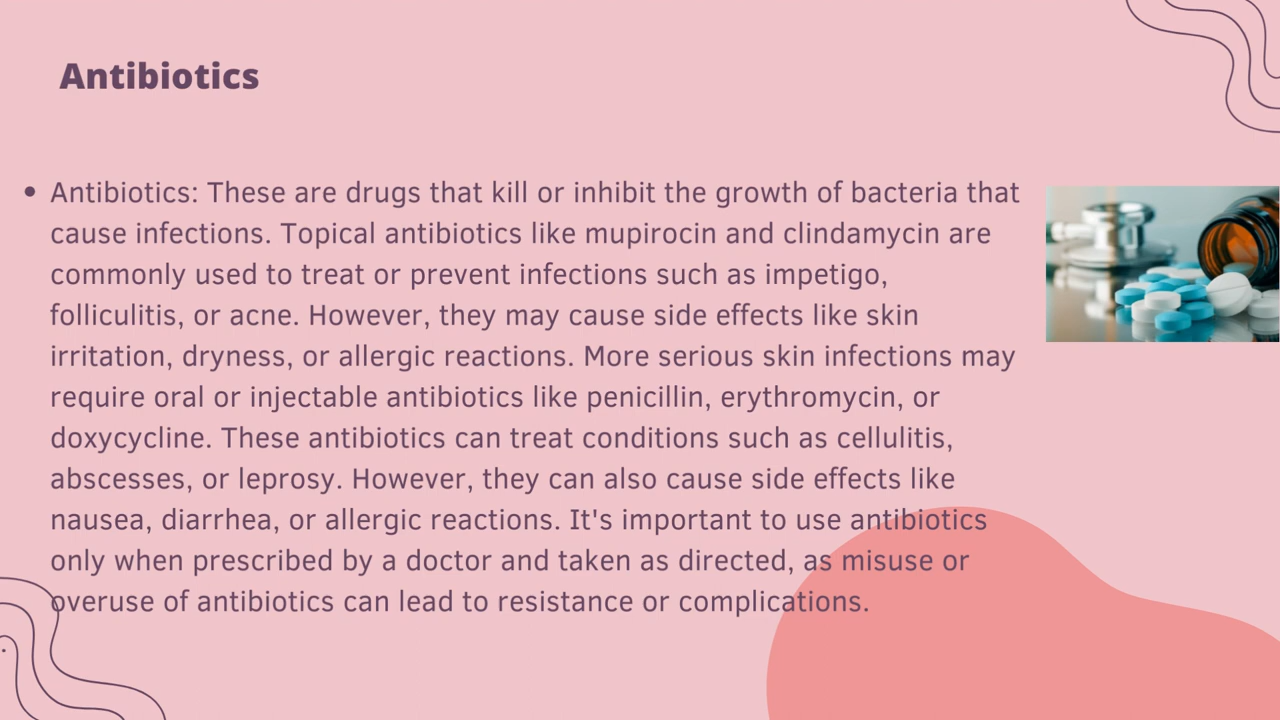 Antibiotics
• Antibiotics: These are drugs that kill or inhibit the growth of bacteria that
cause infections. Topical antibiotics like mupirocin and clindamycin are
commonly used to treat or prevent infections such as impetigo,
folliculitis, or acne. However, they may cause side effects like skin
irritation, dryness, or allergic reactions. More serious skin infections may
require oral or injectable antibiotics like penicillin, erythromycin, or
doxycycline. These antibiotics can treat conditions such as cellulitis,
abscesses, or leprosy. However, they can also cause side effects like
nausea, diarrhea, or allergic reactions. It's important to use antibiotics
only when prescribed by a doctor and taken as directed, as misuse or
overuse of antibiotics can lead to resistance or complications.